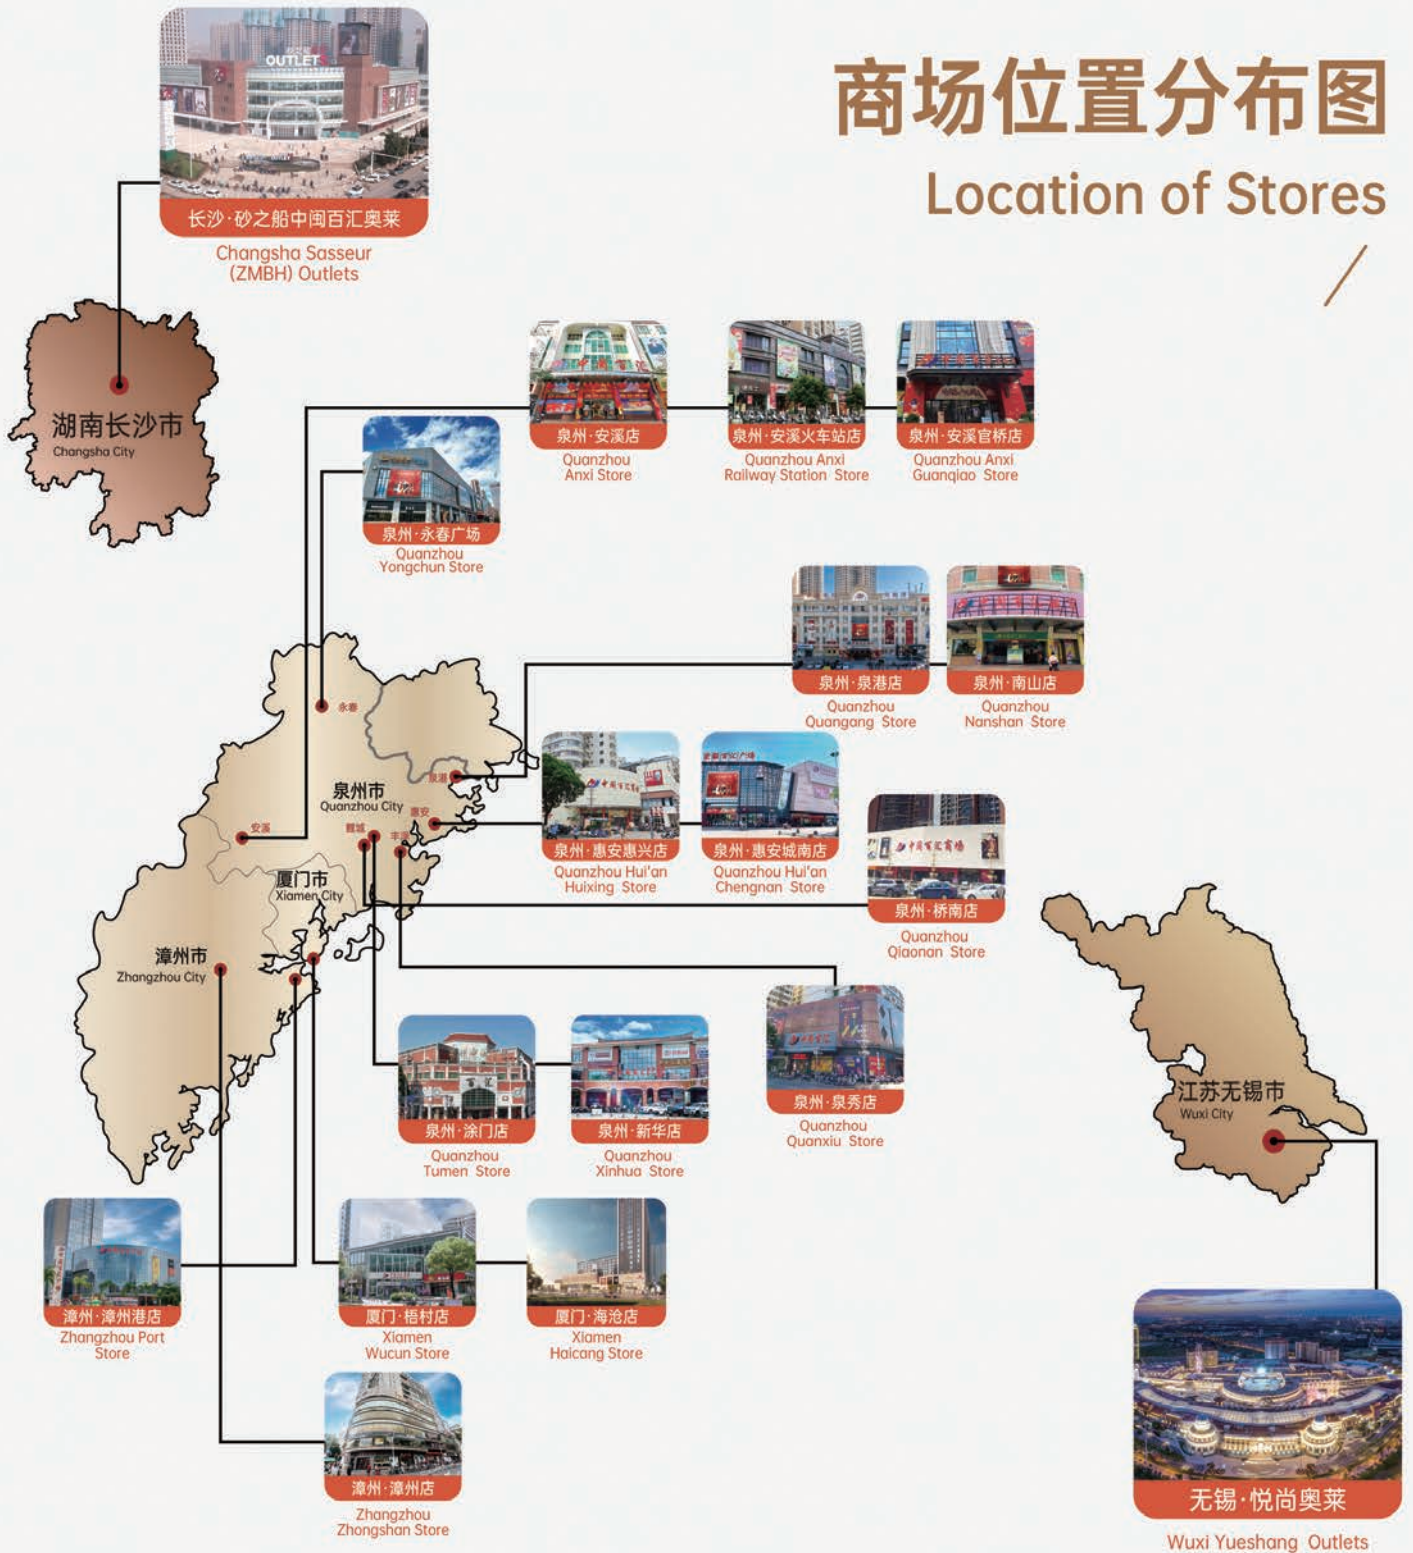 商场位置分布图
Location of Stores
OUTLETS
长沙·砂之船中闽百汇奥莱
Changsha Sasseur
(ZMBH) Outlets
湖南长沙市
Changsha City
泉州·安溪店
Quanzhou
Anxi Store
泉州·安溪火车站店
Quanzhou Anxi
Railway Station Store
泉州·安溪官桥店
Quanzhou Anxi
Guanqiao Store
泉州·永春广场
Quanzhou
Yongchun Store
泉州·泉港店
Quanzhou
Quangang Store
泉州·南山店
Quanzhou
Nanshan Store
永春
泉港
泉州市
Quanzhou City
惠安
鲤城
丰泽
安溪
泉州·惠安惠兴店
Quanzhou Hui'an
Huixing Store
泉州·惠安城南店
Quanzhou Hui'an
Chengnan Store
泉州·桥南店
Quanzhou
Qiaonan Store
厦门市
Xiamen City
漳州市
Zhangzhou City
泉州·泉秀店
Quanzhou
Quanxiu Store
泉州·涂门店
Quanzhou
Tumen Store
泉州·新华店
Quanzhou
Xinhua Store
江苏无锡市
Wuxi City
漳州·漳州港店
Zhangzhou Port
Store
厦门·梧村店
Xiamen
Wucun Store
厦门·海沧店
Xiamen
Haicang Store
漳州·漳州店
Zhangzhou
Zhongshan Store
无锡·悦尚奥莱
Wuxi Yueshang Outlets